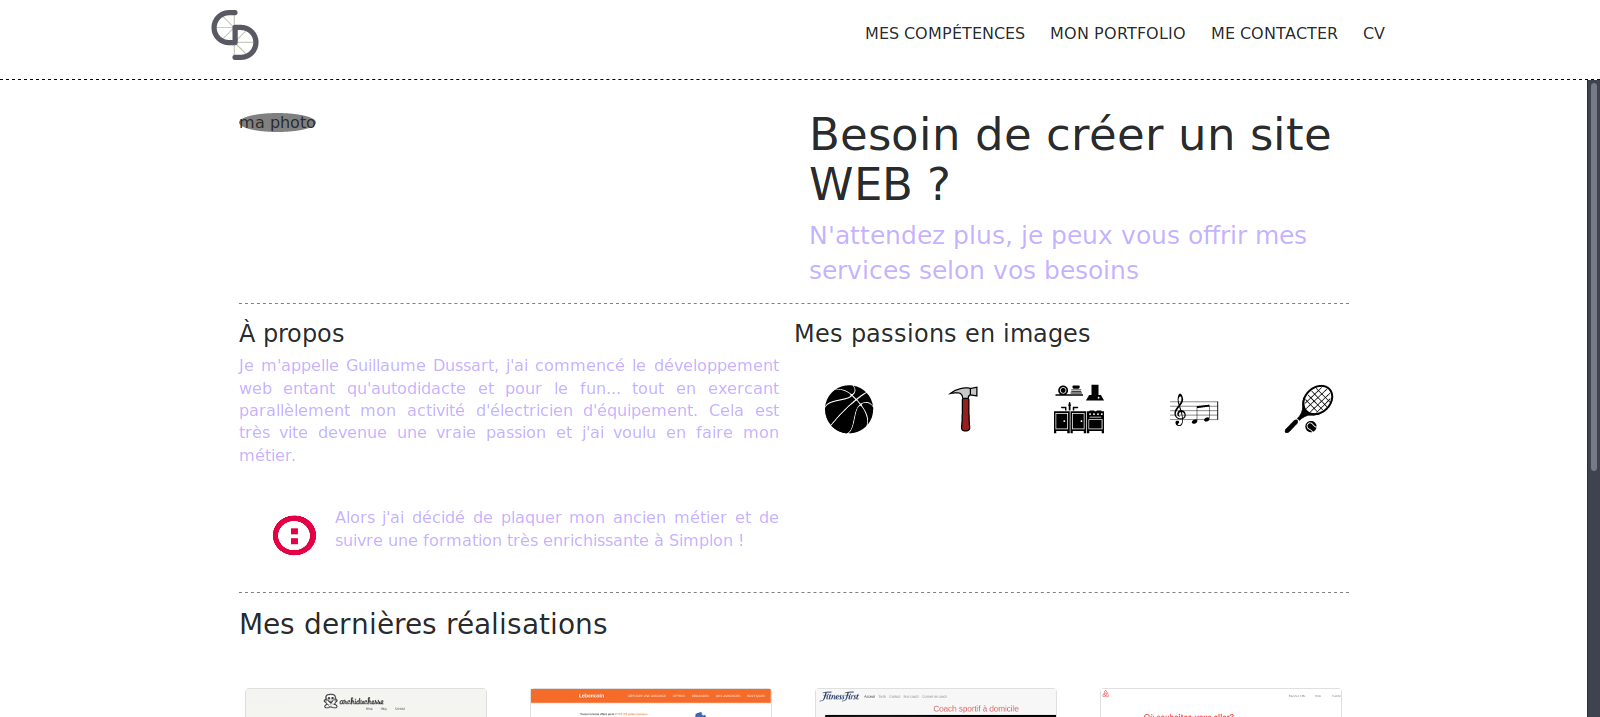 MES COMPÉTENCES MON PORTFOLIO ME CONTACTER CV
ma photo
Besoin de créer un site
WEB ?
N'attendez plus, je peux vous offrir mes
services selon vos besoins
À propos
Je m'appelle Guillaume Dussart, j'ai commencé le développement
web entant qu'autodidacte et pour le fun... tout en exercant
parallèlement mon activité d'électricien d'équipement. Cela est
très vite devenue une vraie passion et j'ai voulu en faire mon
métier.
Alors j'ai décidé de plaquer mon ancien métier et de
suivre une formation très enrichissante à Simplon !
Mes passions en images
Mes dernières réalisations
archiduchesse
Leboncoin
FitnessFirst
Coach sportif à domicile